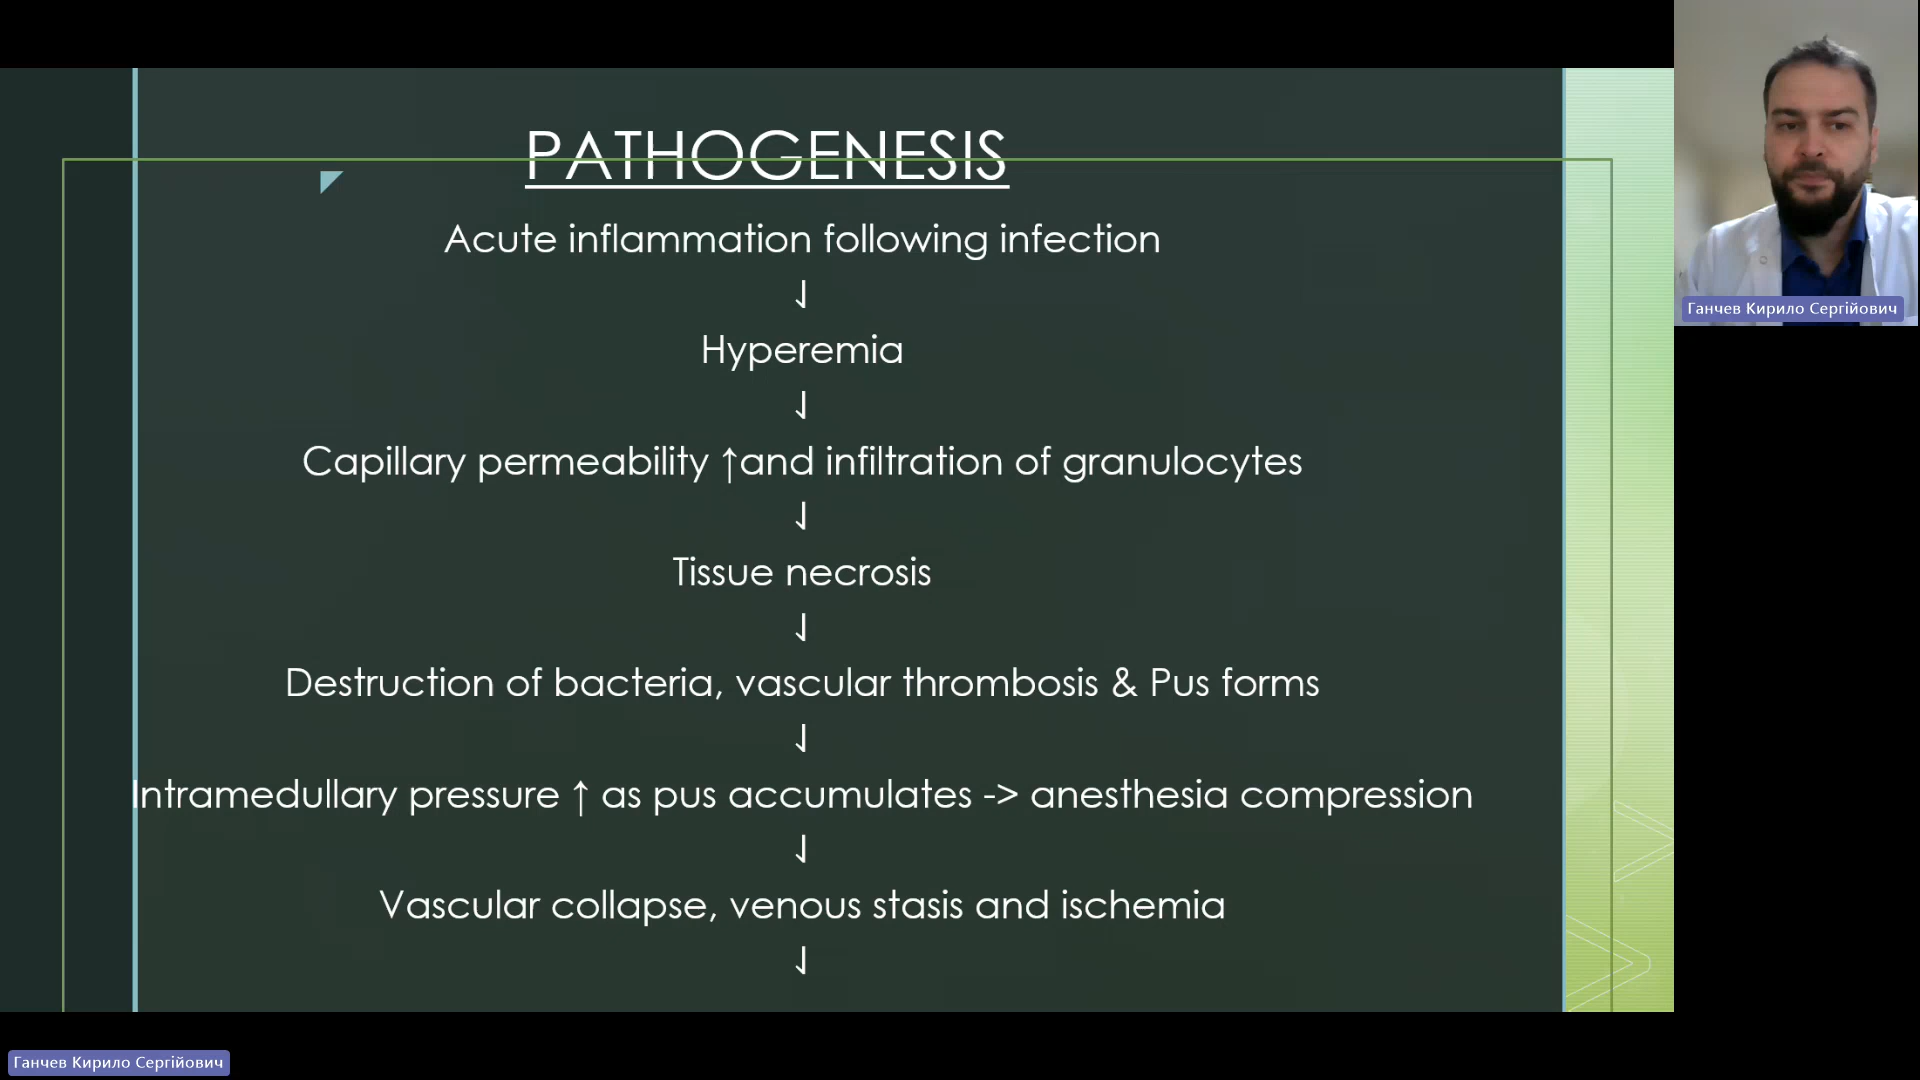 PATHOGENESIS
Acute inflammation following infection
⇃
Hyperemia
⇃
Capillary permeability ↑and infiltration of granulocytes
⇃
Tissue necrosis
⇃
Destruction of bacteria, vascular thrombosis & Pus forms
⇃
Intramedullary pressure ↑ as pus accumulates -> anesthesia compression
⇃
Vascular collapse, venous stasis and ischemia
⇃
Ганчев Кирило Сергійович
Ганчев Кирило Сергійович